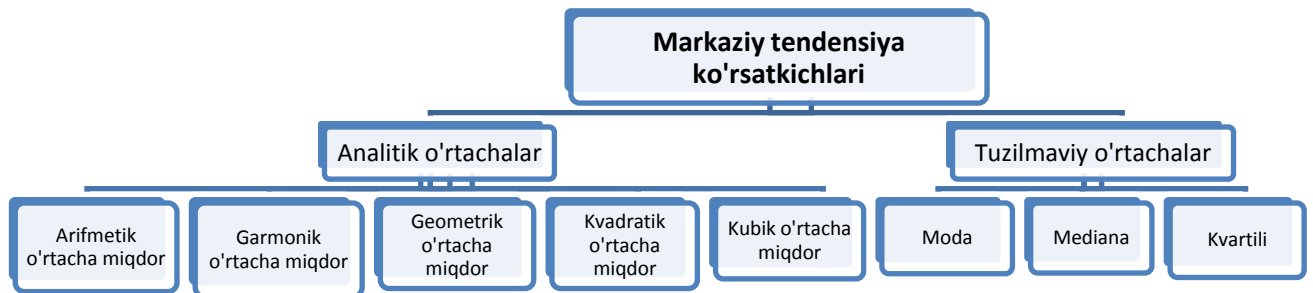 Markaziy tendensiya
ko'rsatkichlari
Analitik o'rtachalar
Tuzilmaviy o'rtachalar
Arifmetik
o'rtacha miqdor
Garmonik
o'rtacha miqdor
Geometrik
o'rtacha
miqdor
Kvadratik
o'rtacha
miqdor
Kubik o'rtacha
miqdor
Moda
Mediana
Kvartili